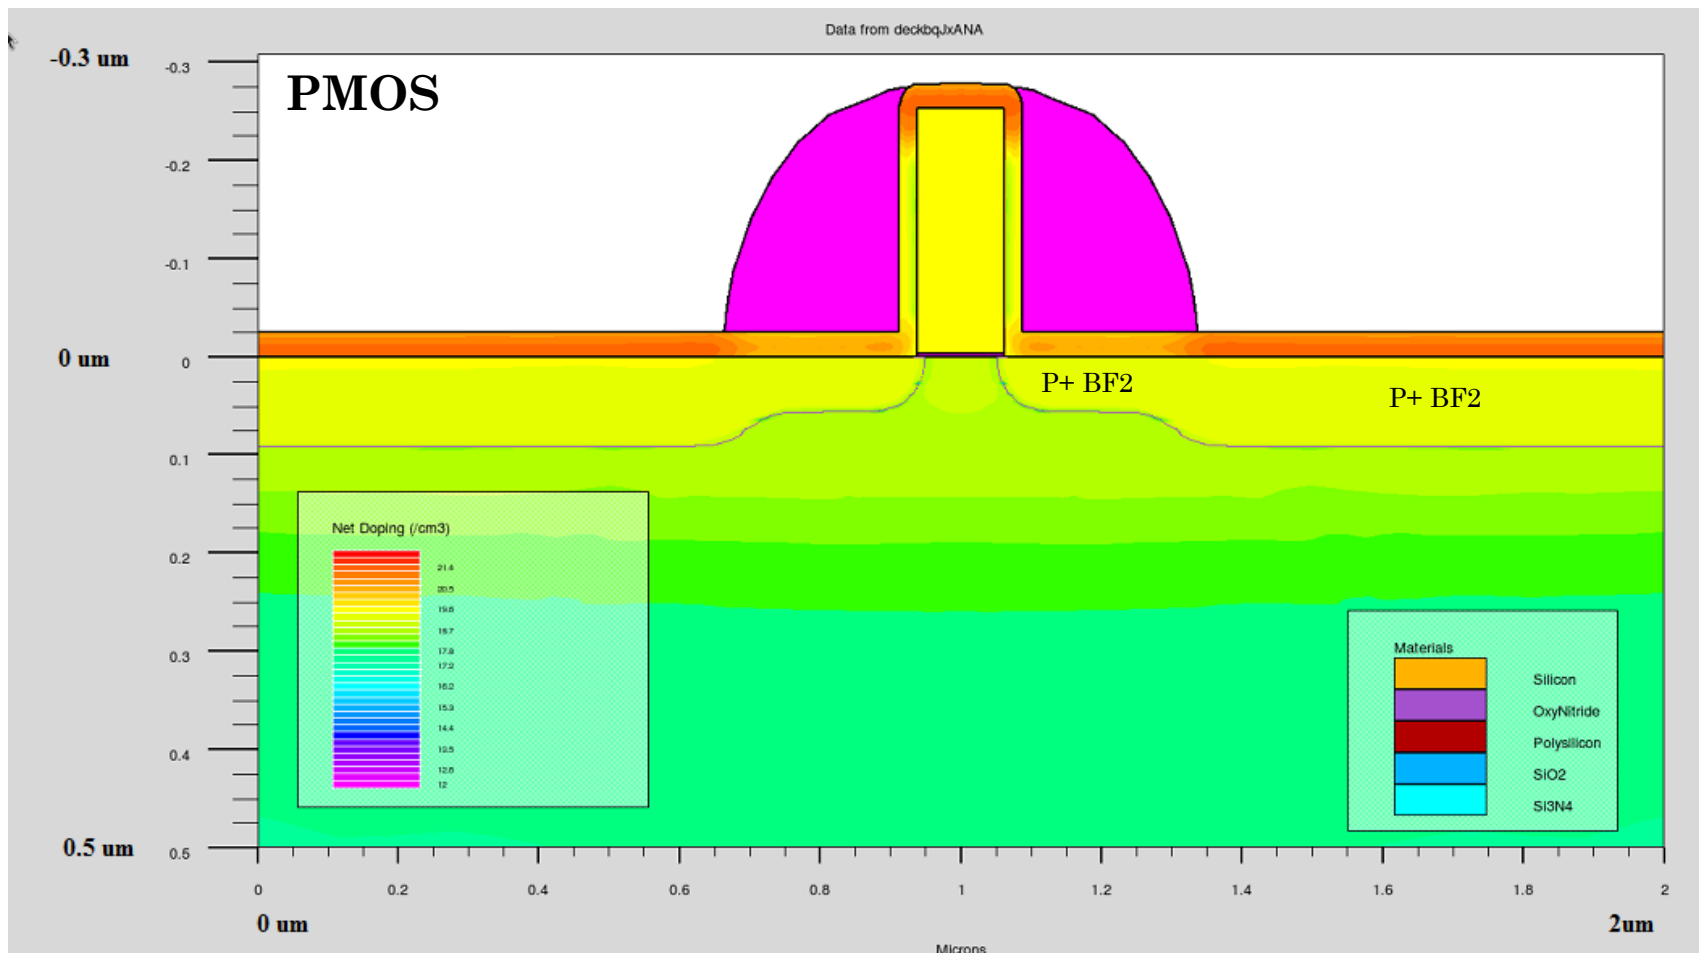 Data from deckbqJxANA
-0.3 um
PMOS
-0.3
-0.2
-0.1
0 um
0
P+ BF2
P+ BF2
0.1
0.2
0.3
0.4
0.5 um
0.5
Net Doping (/cm3)
21.4
20.5
19.6
18.7
17.8
17.2
16.2
15.3
14.4
13.5
12.6
12
Materials
Silicon
OxyNitride
Polysilicon
SiO2
Si3N4
0
0.2
0.4
0.6
0.8
1
1.2
1.4
1.6
1.8
2
0 um
2um
Microns